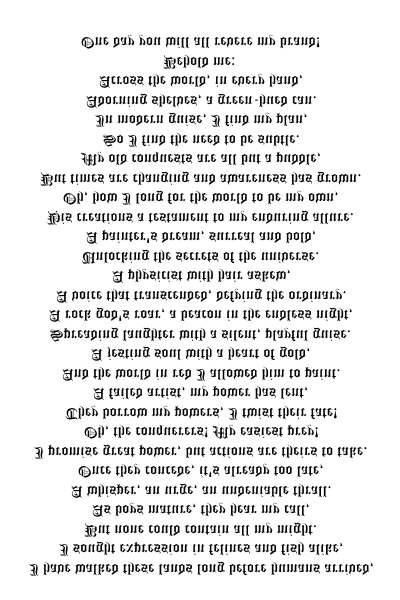 I have walked these lands long before humans arrived,
I sought expression in felines and fish alike,
But none could contain all my might.
As boys mature, they hear my call,
A whisper, an urge, an undeniable thrall.
Once they concede, it's already too late,
I promise great power, but actions are theirs to take.
Oh, the conquerers! My easiest prey!
They borrow my powers, I twist their fate!
A failed artist, my power has lent,
And the world in red I allowed him to paint.
A jesting soul with a heart of gold,
Spreading laughter with a silent, playful guise.
A rock god's roar, a beacon in the endless night,
A voice that transcended, defying the ordinary.
A physicist with hair askew,
Unlocking the secrets of the universe.
A painter's dream, surreal and bold,
His creations a testament to my enduring allure.
Oh, how I long for the world to be my own,
But times are changing and awareness has grown.
My old conquests are all but a puddle,
So I find the need to be subtle.
In modern guise, I find my plan,
Adorning shelves, a green-hued can.
Across the world, in every hand,
Behold me:
One day you will all revere my brand!